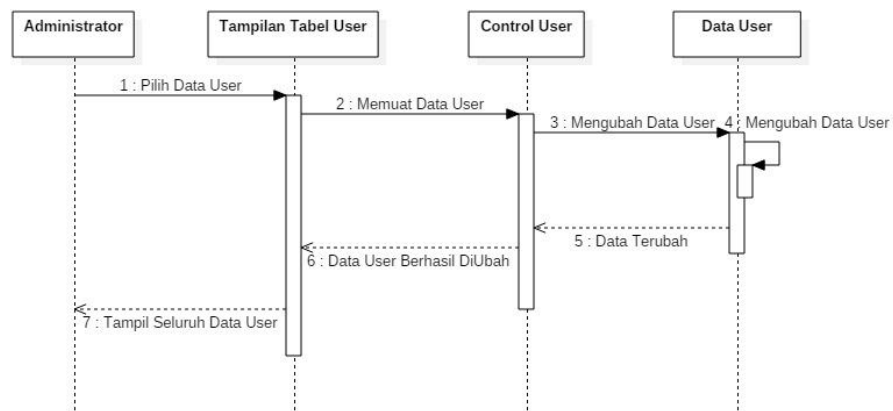 Administrator
Tampilan Tabel User
Control User
Data User
1 : Pilih Data User
2 : Memuat Data User
3 : Mengubah Data User
4 : Mengubah Data User
5 : Data Terubah
6 : Data User Berhasil DiUbah
7 : Tampil Seluruh Data User